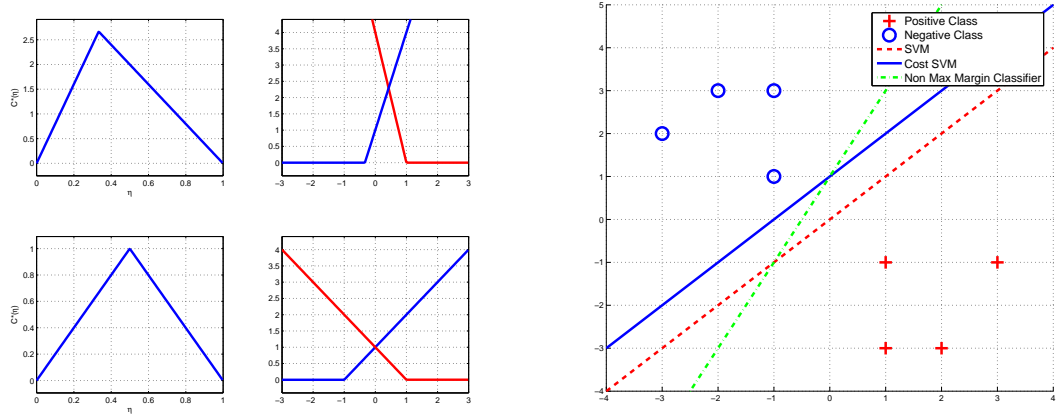 2.5
2
1.5
1
0.5
0
0 0.2 0.4 0.6 0.8 1
C*(η)
η
4
3.5
3
2.5
2
1.5
1
0.5
0
−3 −2 −1 0 1 2 3
1
0.8
0.6
0.4
0.2
0
0 0.2 0.4 0.6 0.8 1
C*(η)
η
4
3.5
3
2.5
2
1.5
1
0.5
0
−3 −2 −1 0 1 2 3
5
4
3
2
1
0
−1
−2
−3
−4
−4 −3 −2 −1 0 1 2 3 4
Positive Class
Negative Class
SVM
Cost SVM
Non Max Margin Classifier